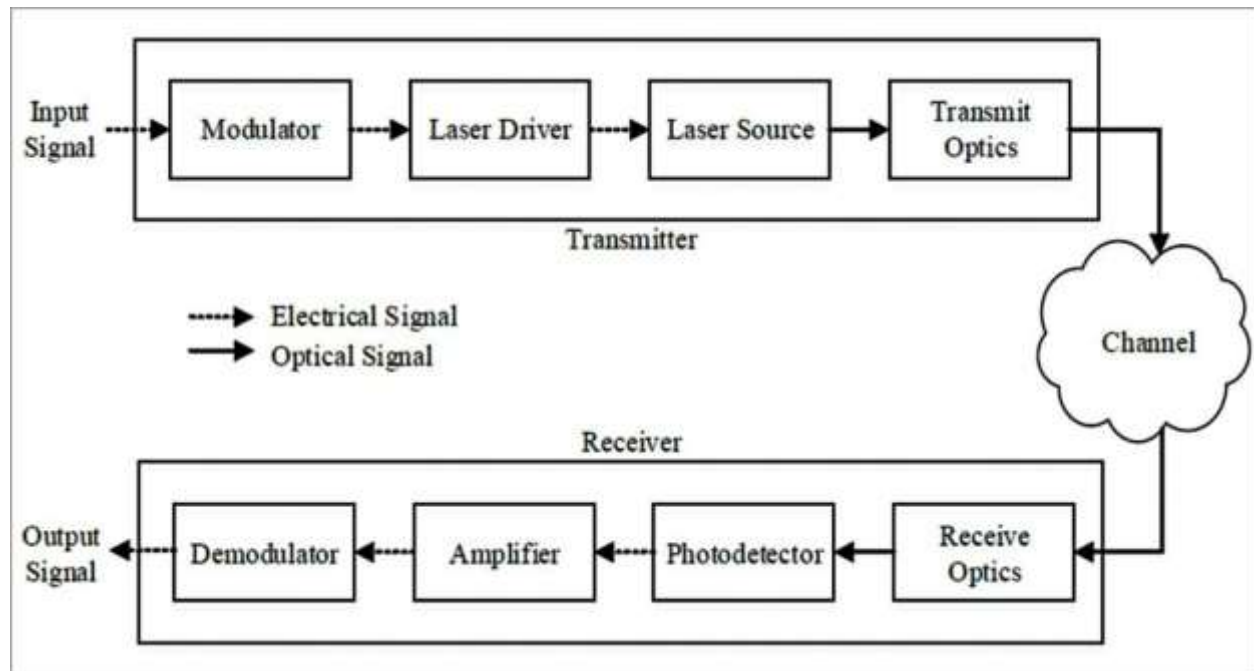 Input
Signal
Modulator
Laser Driver
Laser Source
Transmit
Optics
Transmitter
Electrical Signal
Optical Signal
Channel
Receiver
Output
Signal
Demodulator
Amplifier
Photodetector
Receive
Optics